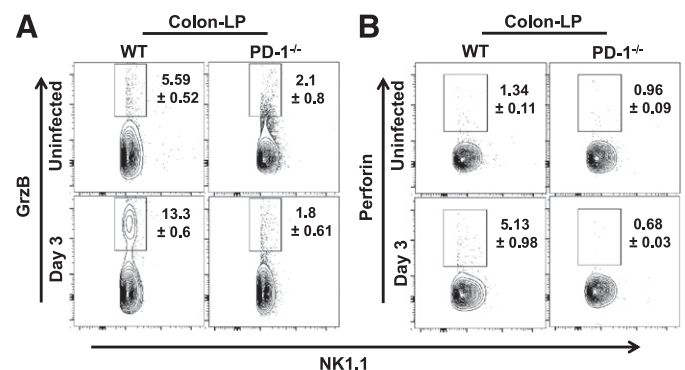 A
Colon-LP
WT
PD-1⁻/⁻
GrzB
Uninfected
5.59
± 0.52
2.1
± 0.8
Day 3
13.3
± 0.6
1.8
± 0.61
B
Colon-LP
WT
PD-1⁻/⁻
Perforin
Uninfected
1.34
± 0.11
0.96
± 0.09
Day 3
5.13
± 0.98
0.68
± 0.03
NK1.1